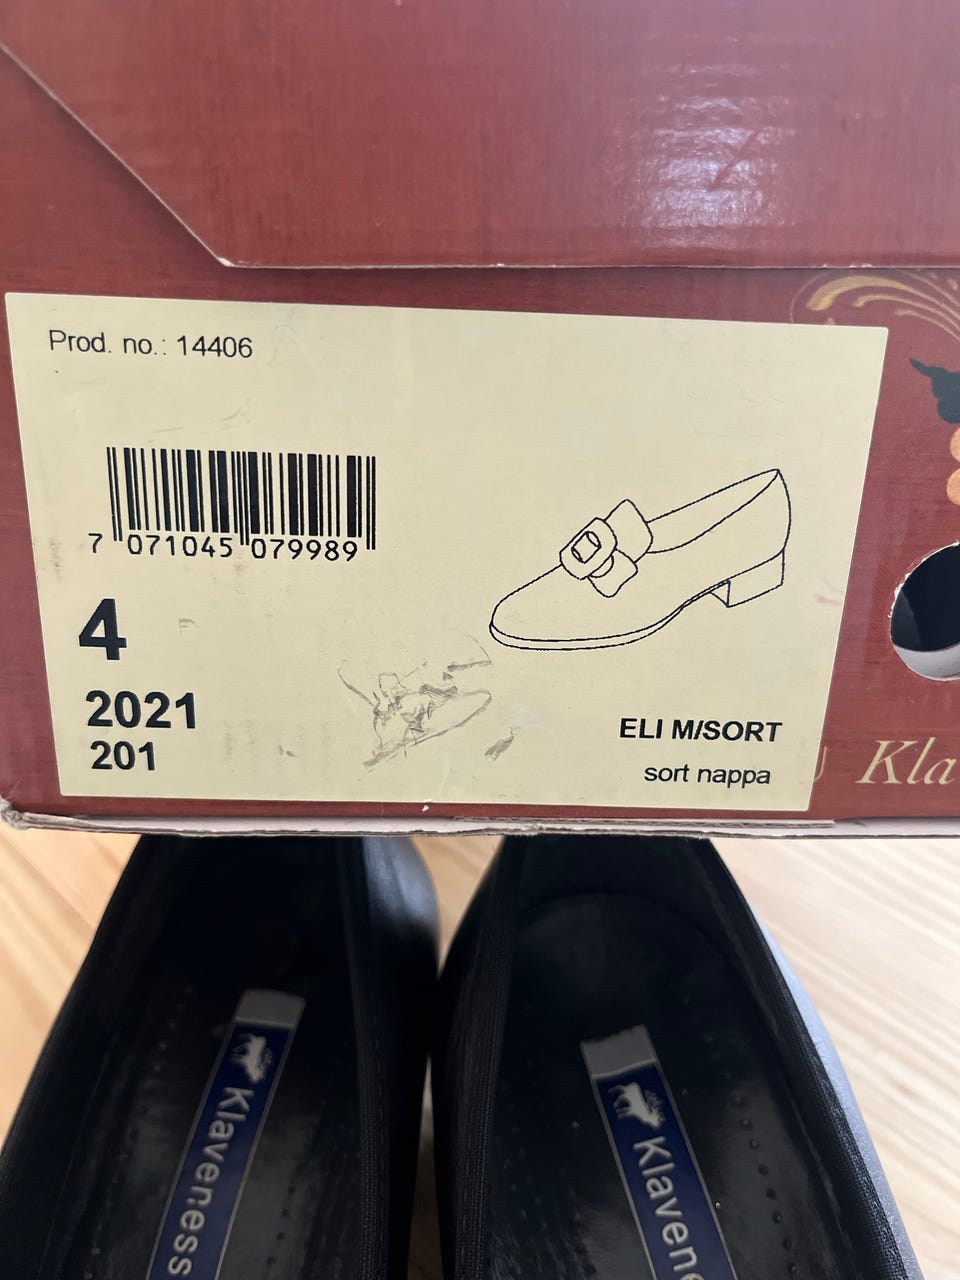 Prod. no.: 14406
7 071045 079989
4
2021
201
ELI M/SORT
sort nappa
Kla
Klaveness
Klavene